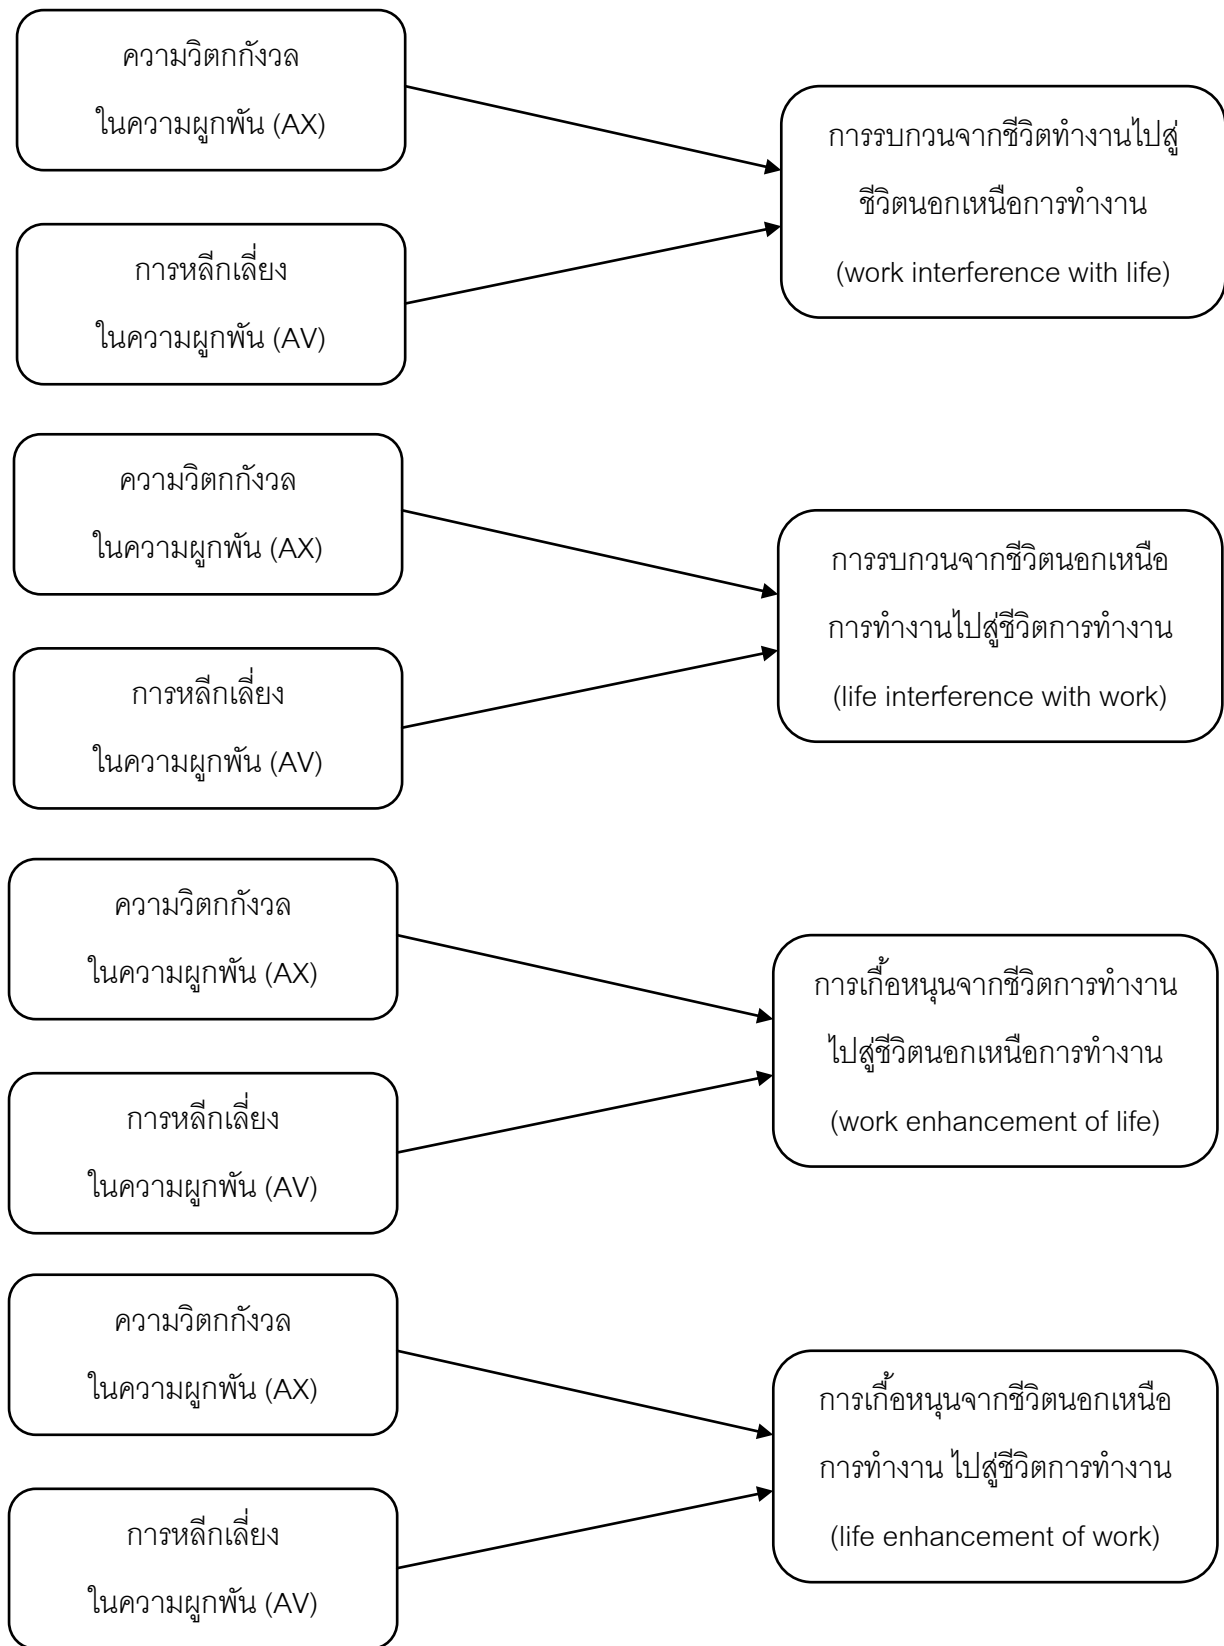 ความวิตกกังวล
ในความผูกพัน (AX)
การรบกวนจากชีวิตทำงานไปสู่
ชีวิตนอกเหนือการทำงาน
(work interference with life)
การหลีกเลี่ยง
ในความผูกพัน (AV)
ความวิตกกังวล
ในความผูกพัน (AX)
การรบกวนจากชีวิตนอกเหนือ
การทำงานไปสู่ชีวิตการทำงาน
(life interference with work)
การหลีกเลี่ยง
ในความผูกพัน (AV)
ความวิตกกังวล
ในความผูกพัน (AX)
การเกื้อหนุนจากชีวิตการทำงาน
ไปสู่ชีวิตนอกเหนือการทำงาน
(work enhancement of life)
การหลีกเลี่ยง
ในความผูกพัน (AV)
ความวิตกกังวล
ในความผูกพัน (AX)
การเกื้อหนุนจากชีวิตนอกเหนือ
การทำงาน ไปสู่ชีวิตการทำงาน
(life enhancement of work)
การหลีกเลี่ยง
ในความผูกพัน (AV)